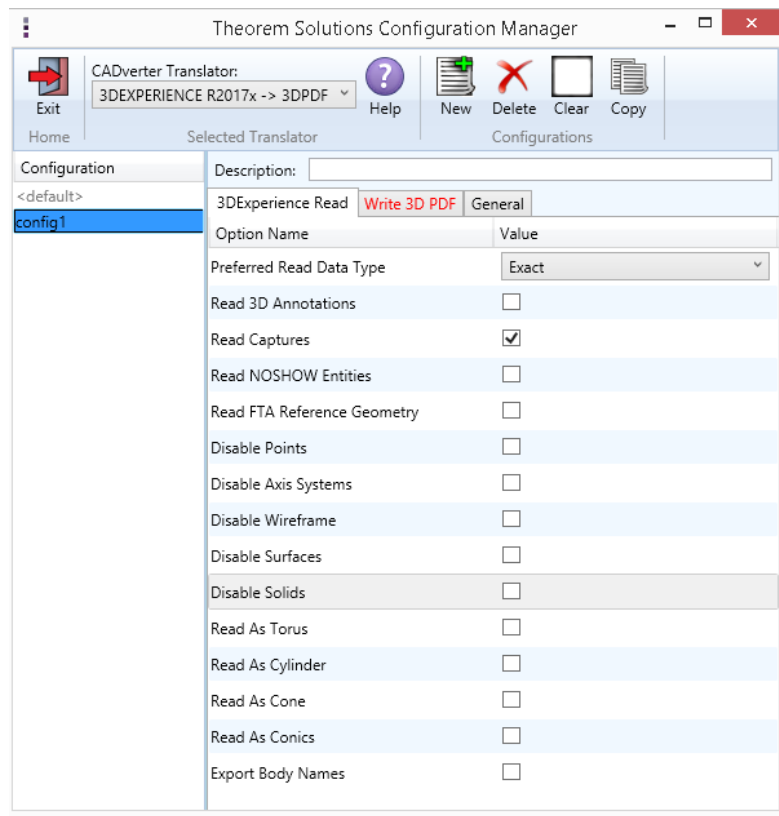 Theorem Solutions Configuration Manager
CADverter Translator:
3DEXPERIENCE R2017x -> 3DPDF
Exit Help New Delete Clear Copy
Home Selected Translator Configurations
Configuration Description:
<default>
config1
3DExperience Read Write 3D PDF General
Option Name Value
Preferred Read Data Type Exact
Read 3D Annotations
Read Captures
Read NOSHOW Entities
Read FTA Reference Geometry
Disable Points
Disable Axis Systems
Disable Wireframe
Disable Surfaces
Disable Solids
Read As Torus
Read As Cylinder
Read As Cone
Read As Conics
Export Body Names